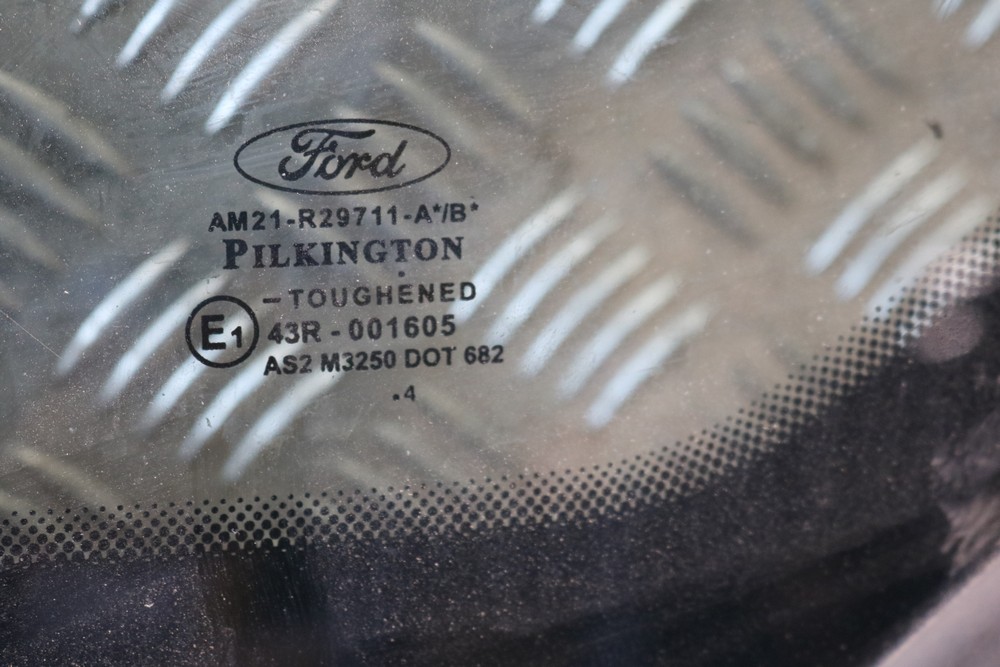 Ford
AM21-R29711-A*/B*
PILKINGTON
-TOUGHENED
E1 43R-001605
AS2 M3250 DOT 682
.4